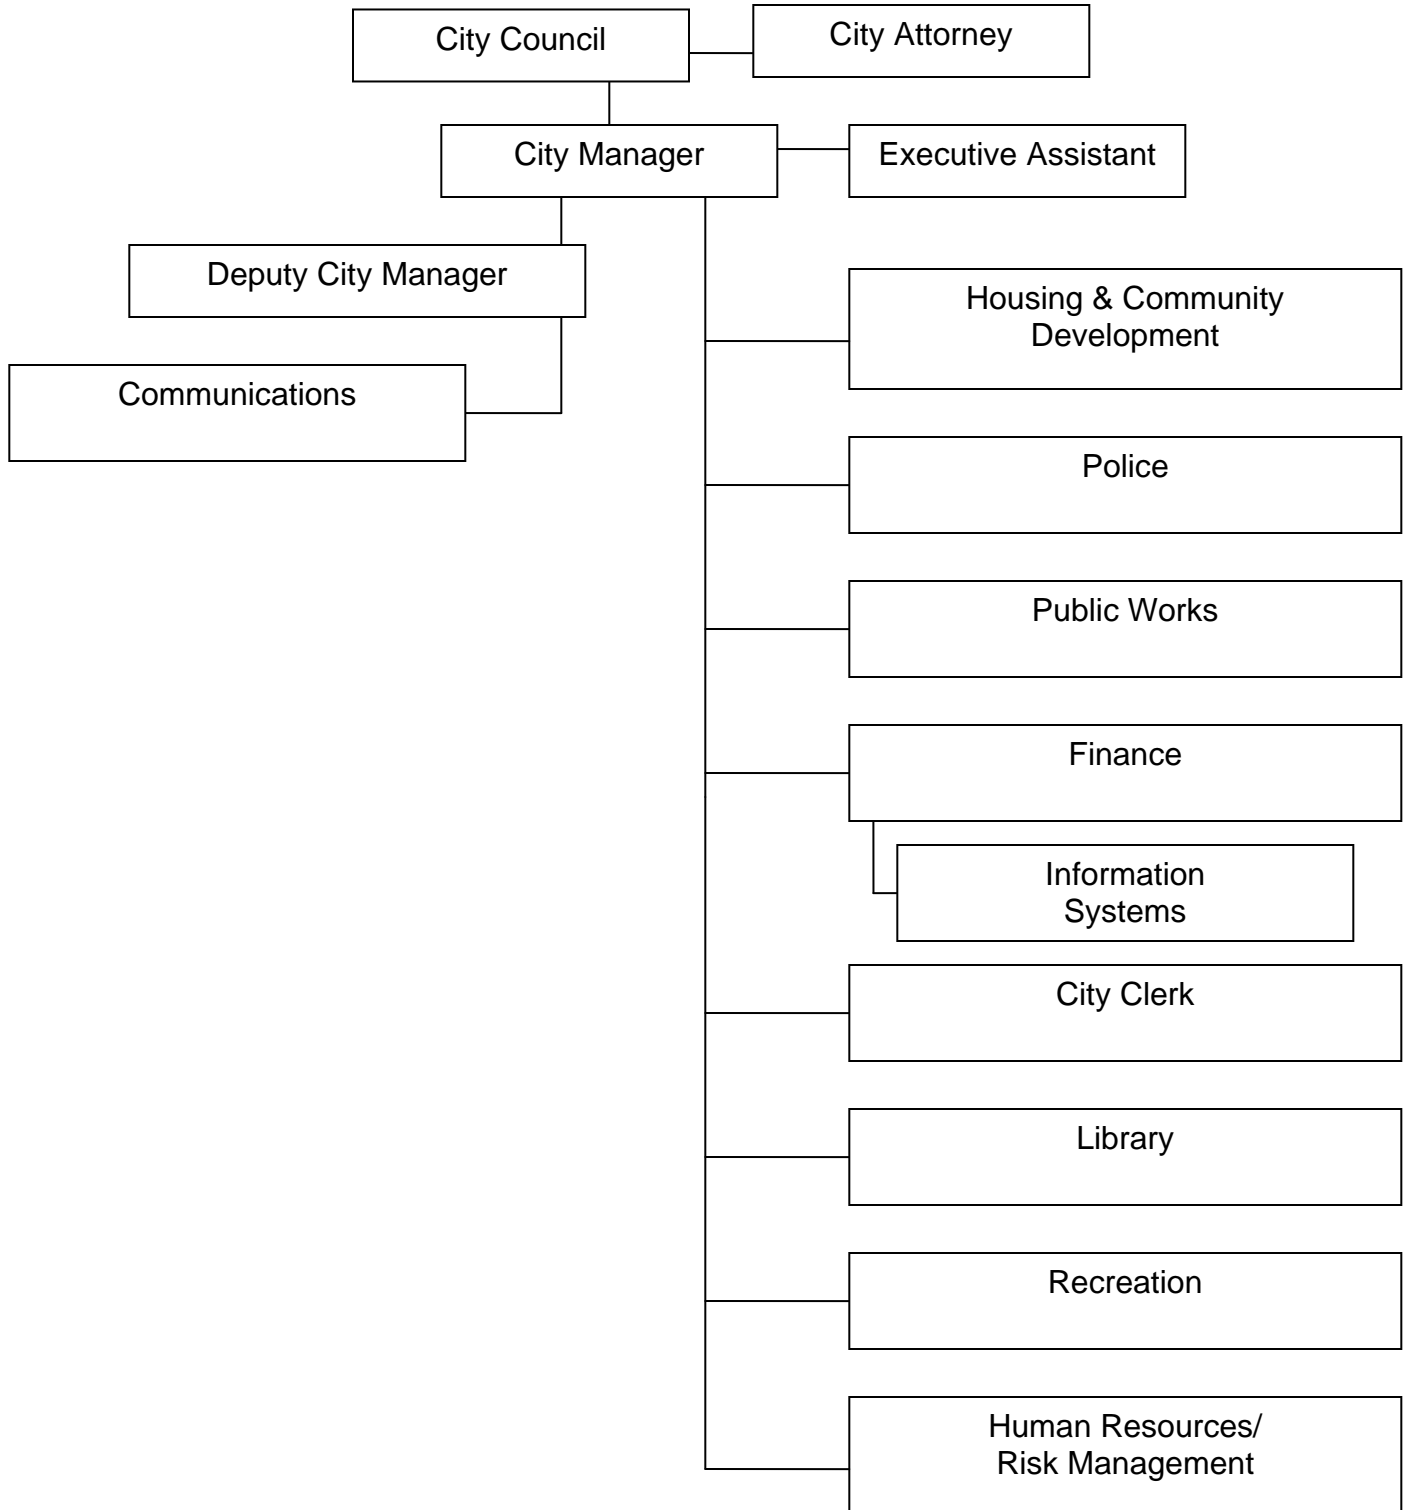 City Council
City Attorney
City Manager
Executive Assistant
Deputy City Manager
Housing & Community
Development
Communications
Police
Public Works
Finance
Information
Systems
City Clerk
Library
Recreation
Human Resources/
Risk Management